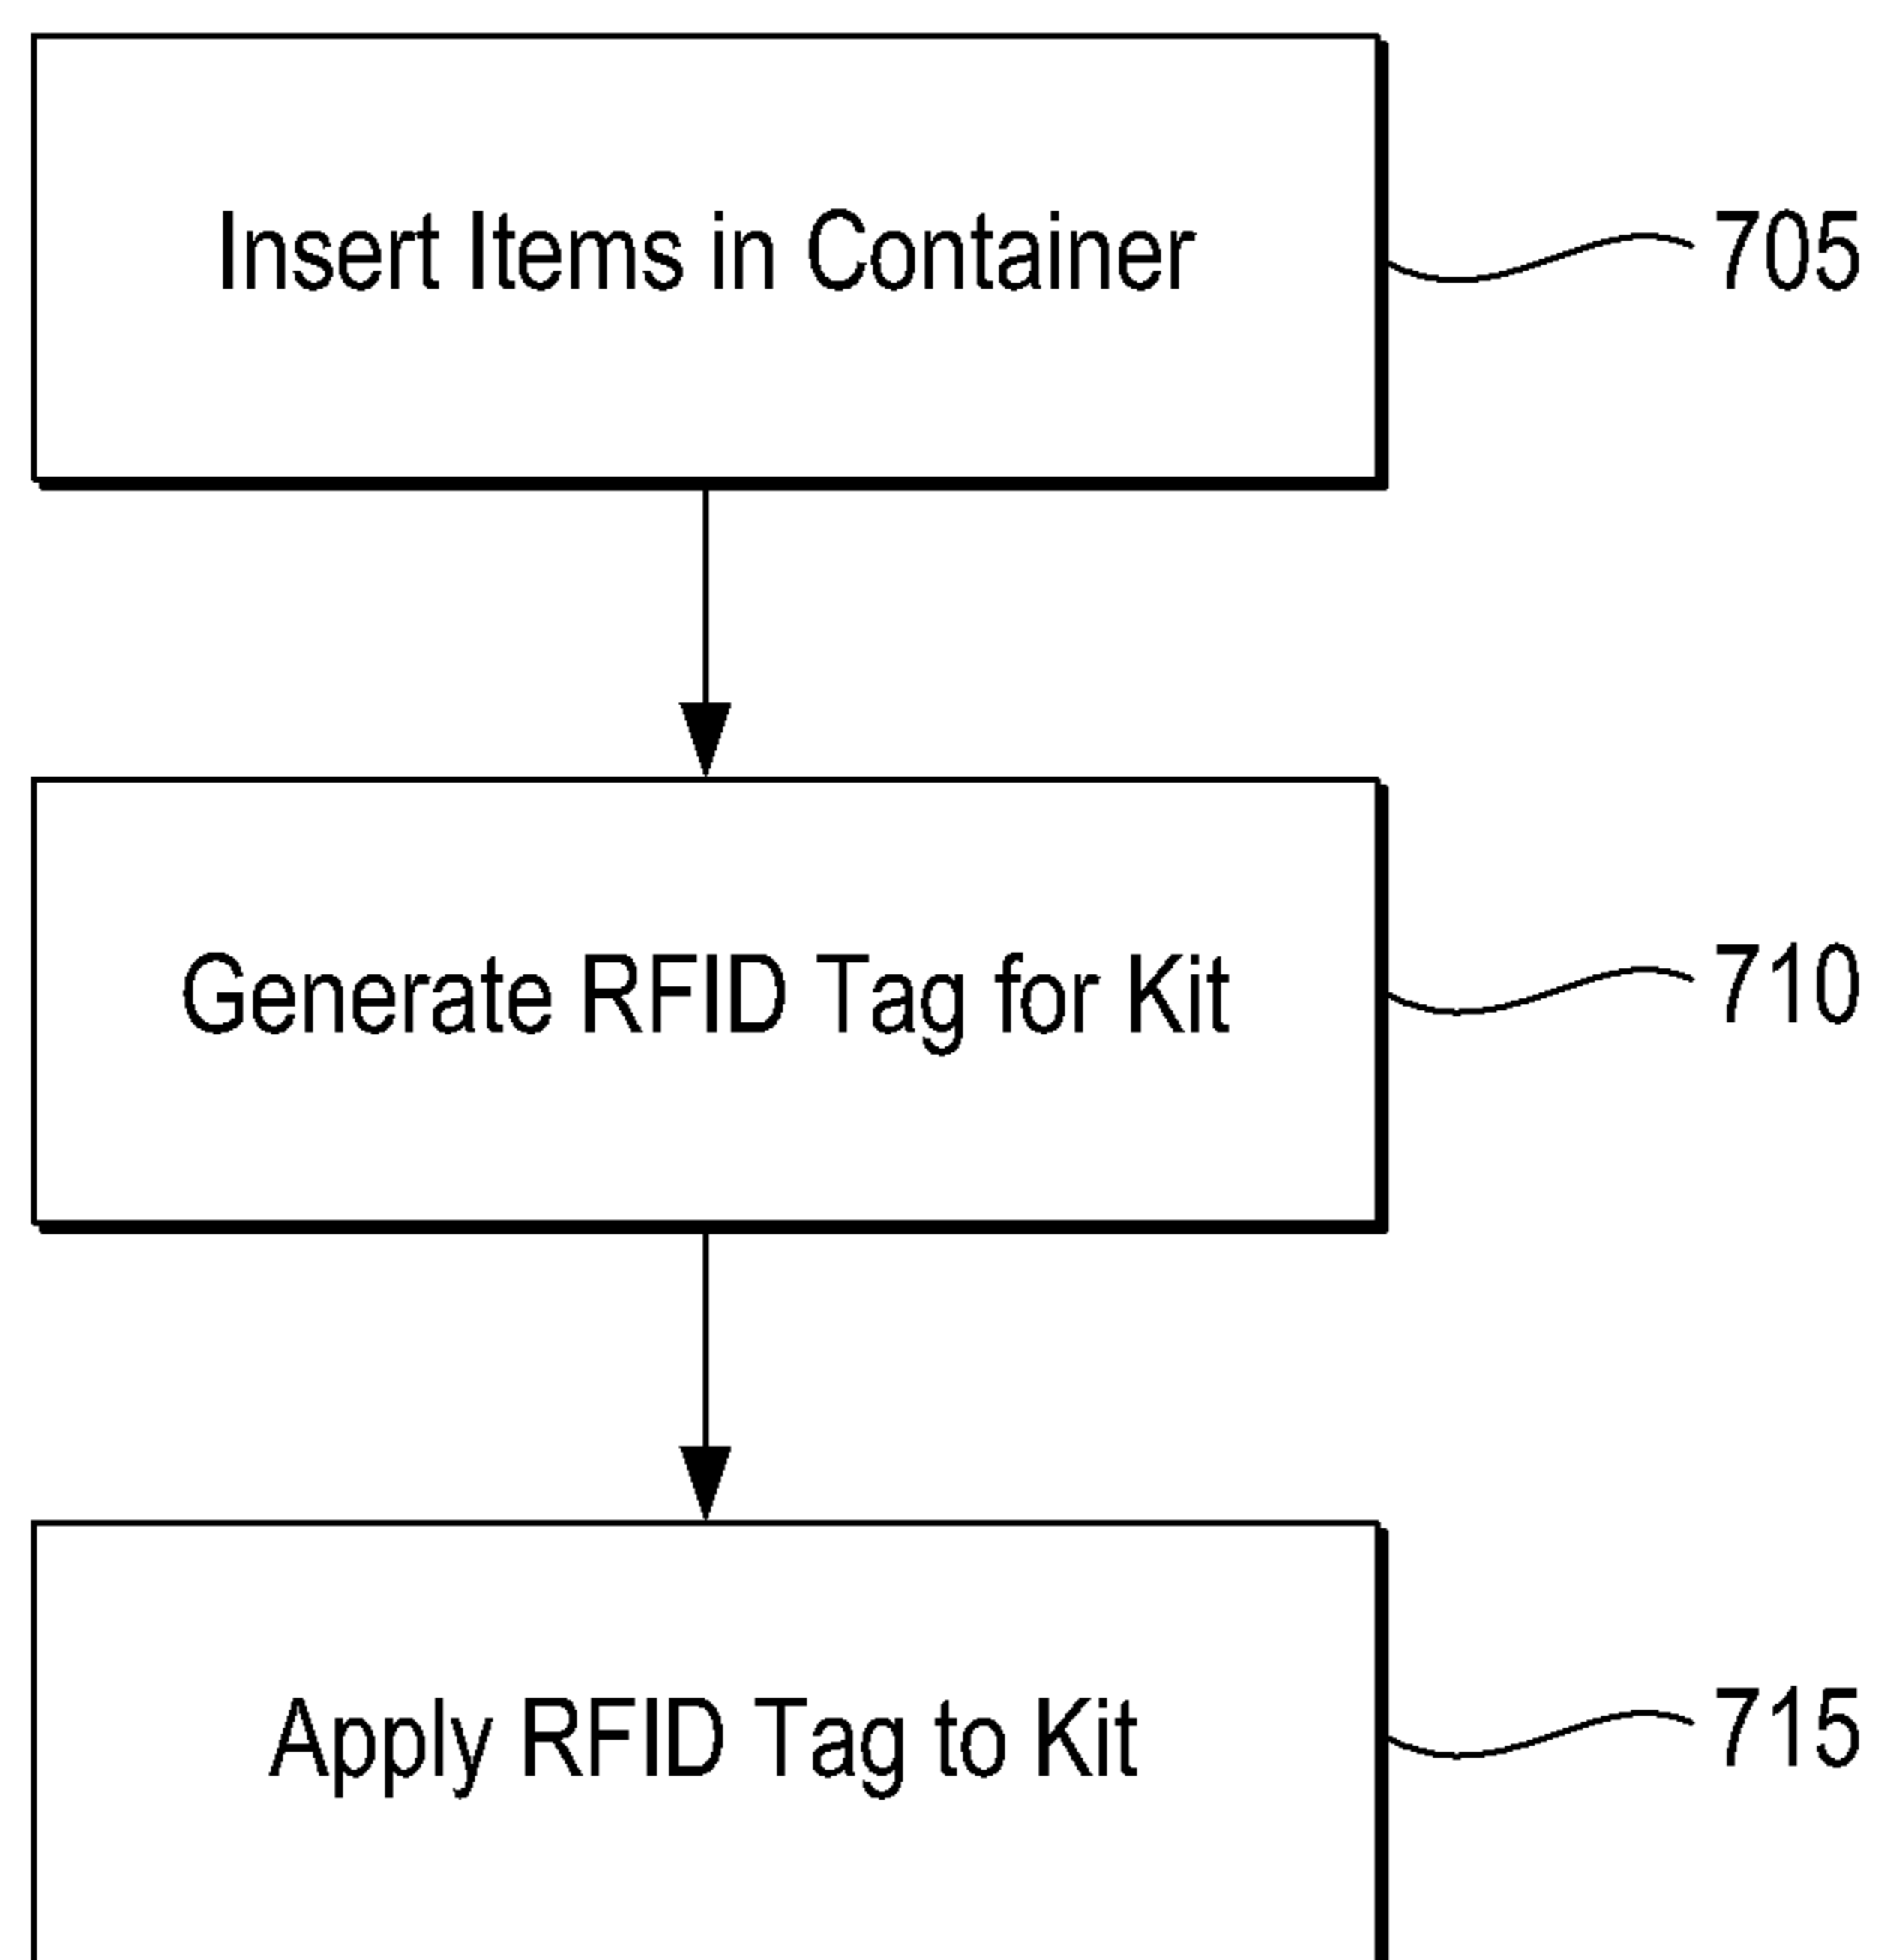 Insert Items in Container
705
Generate RFID Tag for Kit
710
Apply RFID Tag to Kit
715